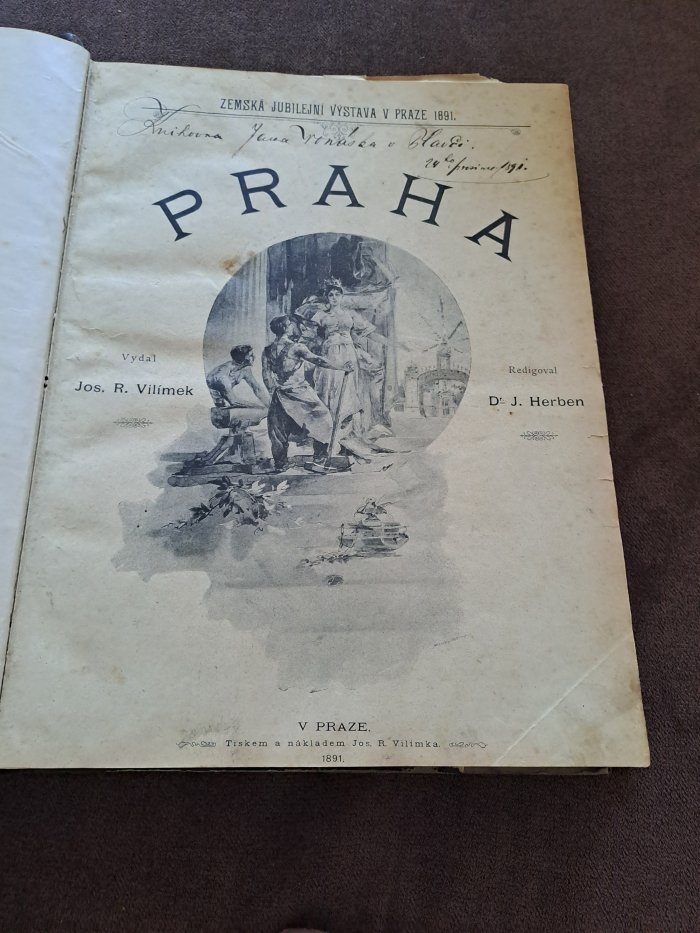 ZEMSKÁ JUBILEJNÍ VÝSTAVA V PRAZE 1891.
Knihovna Jana v
PRAHA
Vydal
Jos. R. Vilímek
Redigoval
Dr. J. Herben
V PRAZE.
Tiskem a nákladem Jos. R. Vilímka.
1891.